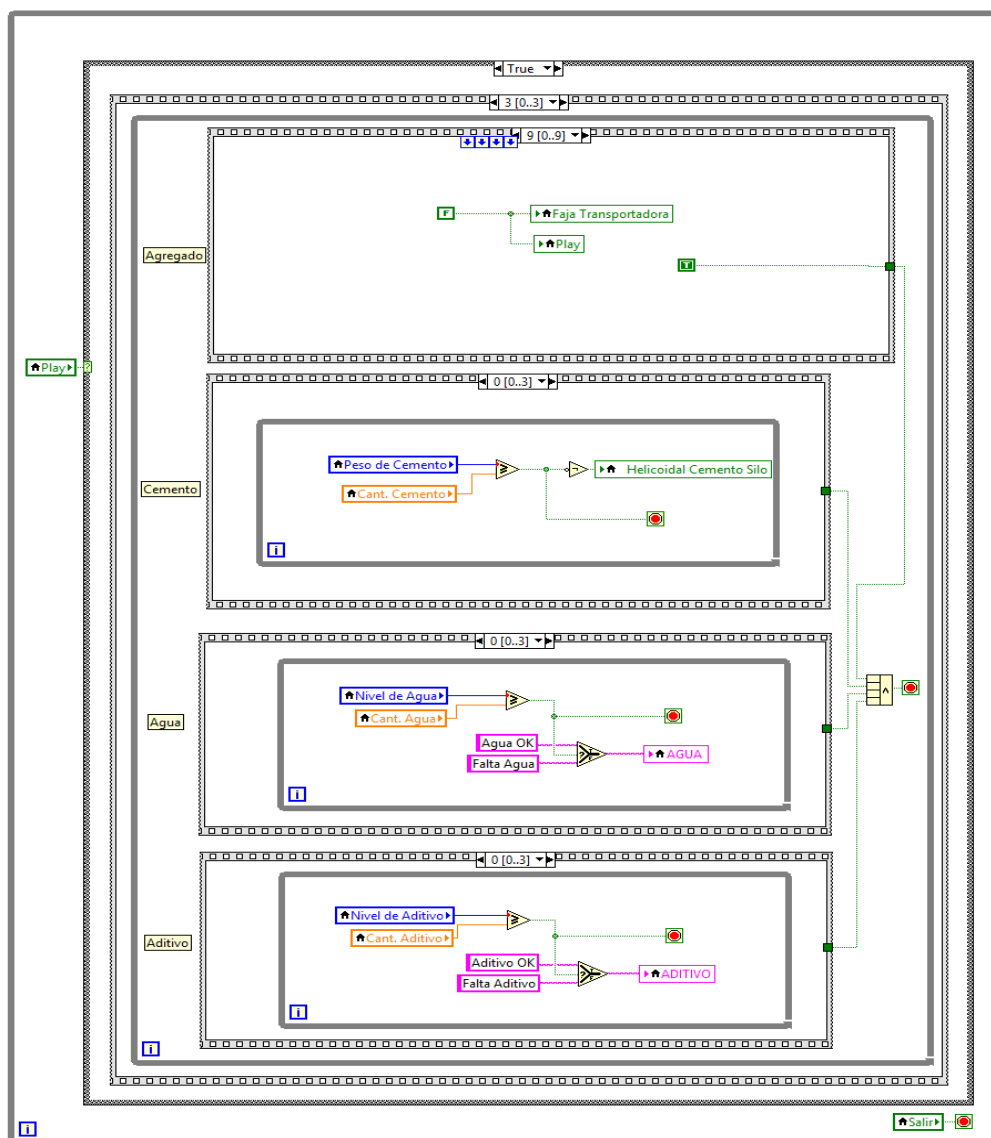 True
3 [0..3]
9 [0..9]
F
Faja Transportadora
Play
Agregado
T
Play
?
0 [0..3]
Peso de Cemento
Helicoidal Cemento Silo
Cemento
Cant. Cemento
i
0 [0..3]
Nivel de Agua
Cant. Agua
Agua
Agua OK
AGUA
Falta Agua
i
0 [0..3]
Nivel de Aditivo
Cant. Aditivo
Aditivo
Aditivo OK
ADITIVO
Falta Aditivo
i
i
Salir
i